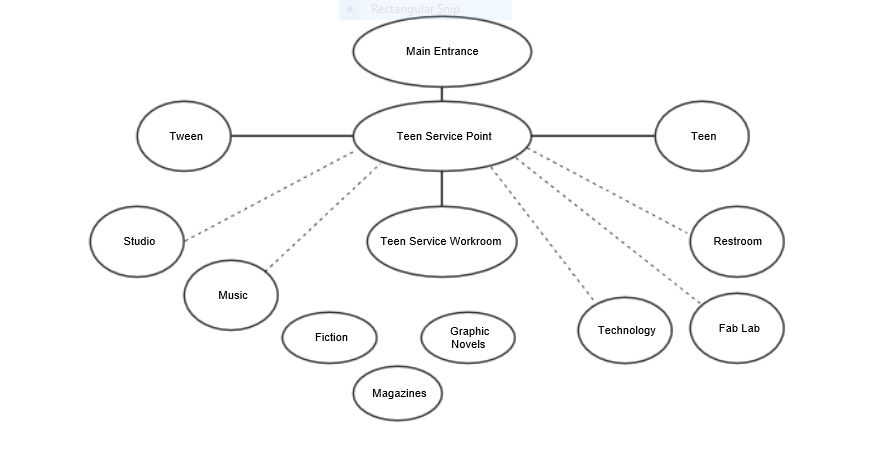 Rectangular Snip
Main Entrance
Tween
Teen Service Point
Teen
Studio
Teen Service Workroom
Restroom
Music
Fiction
Graphic
Novels
Technology
Fab Lab
Magazines